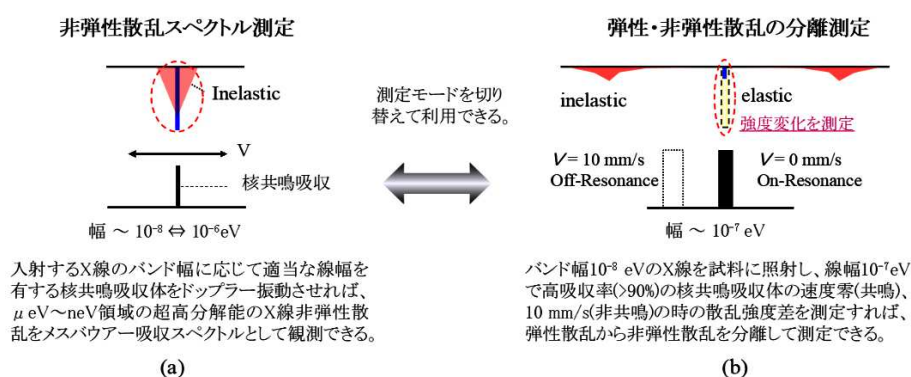 非弾性散乱スペクトル測定
Inelastic
V
核共鳴吸収
幅 ~ 10⁻⁸ ⇔ 10⁻⁶eV
入射するX線のバンド幅に応じて適当な線幅を
有する核共鳴吸収体をドップラー振動させれば、
μeV~neV領域の超高分解能のX線非弾性散
乱をメスバウアー吸収スペクトルとして観測できる。
(a)
測定モードを切り
替えて利用できる。
弾性・非弾性散乱の分離測定
inelastic
elastic
強度変化を測定
V = 10 mm/s
Off-Resonance
V = 0 mm/s
On-Resonance
幅 ~ 10⁻⁷ eV
バンド幅10⁻⁸ eVのX線を試料に照射し、線幅10⁻⁷eV
で高吸収率(>90%)の核共鳴吸収体の速度零(共鳴)、
10 mm/s(非共鳴)の時の散乱強度差を測定すれば、
弾性散乱から非弾性散乱を分離して測定できる。
(b)